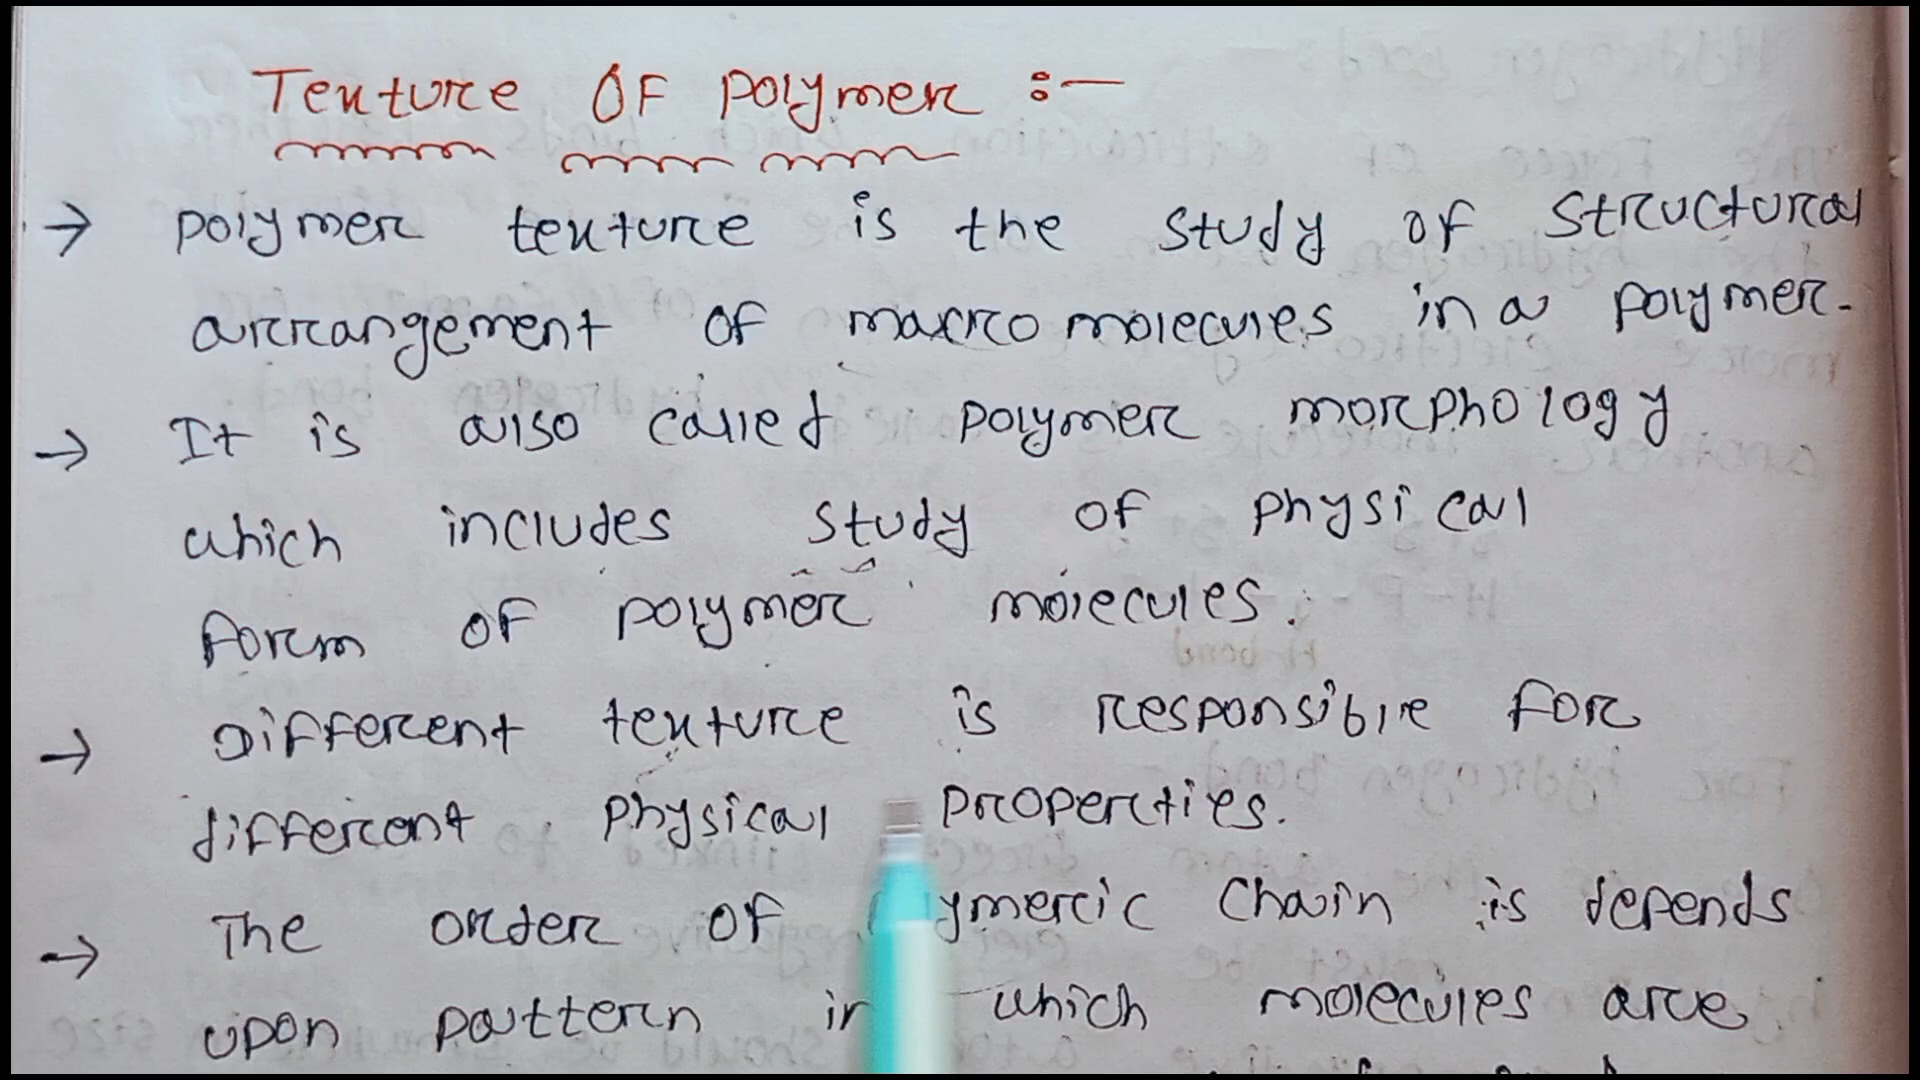 Texture OF Polymer :-
→ Polymer texture is the study of structural
arrangement of macro molecules in a polymer.
→ It is also called polymer morphology
which includes study of physical
form of polymer molecules.
→ Different texture is responsible for
different physical properties.
→ The order of ymeric chain is depends
upon pattern in which molecules are